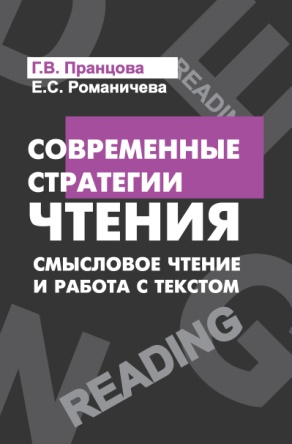 Г.В. Пранцова
Е.С. Романичева
СОВРЕМЕННЫЕ
СТРАТЕГИИ
ЧТЕНИЯ
СМЫСЛОВОЕ ЧТЕНИЕ
И РАБОТА С ТЕКСТОМ
READING
READING